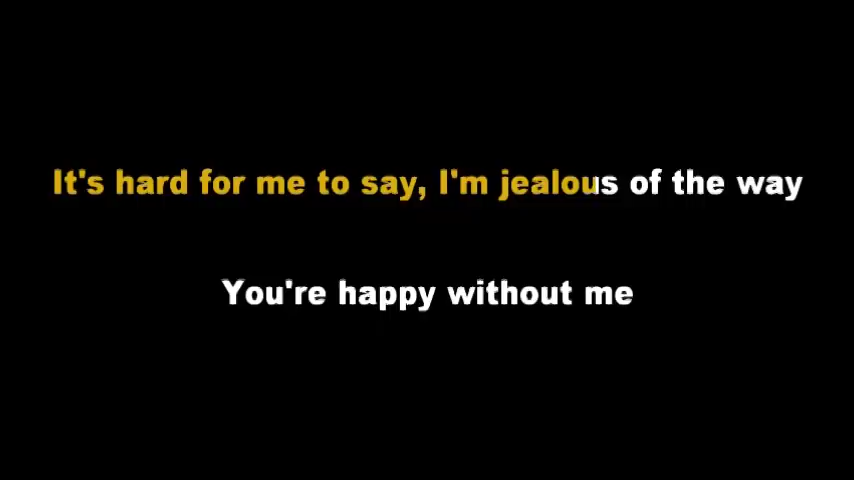 It's hard for me to say, I'm jealous of the way
You're happy without me